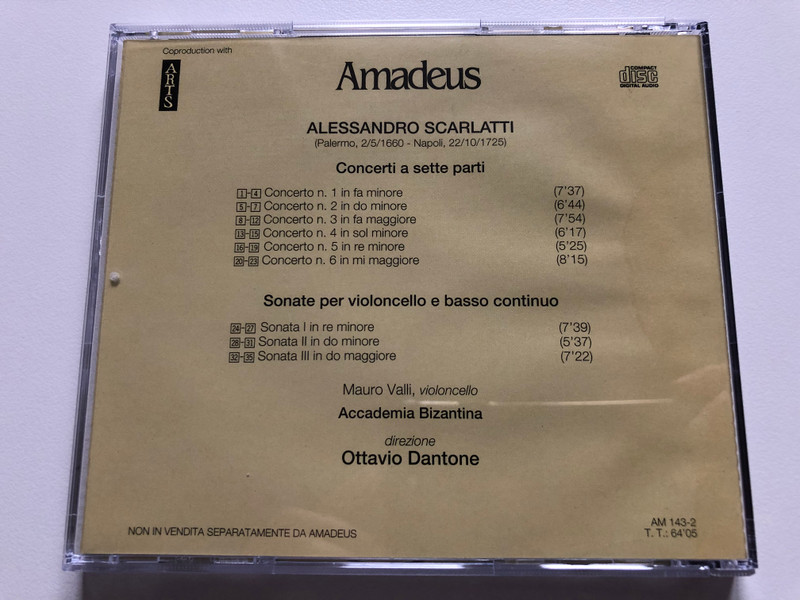 Coproduction with
ARTS
Amadeus
COMPACT
disc
DIGITAL AUDIO
ALESSANDRO SCARLATTI
(Palermo, 2/5/1660 - Napoli, 22/10/1725)
Concerti a sette parti
1-4 Concerto n. 1 in fa minore (7'37)
5-7 Concerto n. 2 in do minore (6'44)
8-12 Concerto n. 3 in fa maggiore (7'54)
13-15 Concerto n. 4 in sol minore (6'17)
16-19 Concerto n. 5 in re minore (5'25)
20-23 Concerto n. 6 in mi maggiore (8'15)
Sonate per violoncello e basso continuo
24-27 Sonata I in re minore (7'39)
28-31 Sonata II in do minore (5'37)
32-35 Sonata III in do maggiore (7'22)
Mauro Valli, violoncello
Accademia Bizantina
direzione
Ottavio Dantone
NON IN VENDITA SEPARATAMENTE DA AMADEUS
AM 143-2
T. T.: 64'05